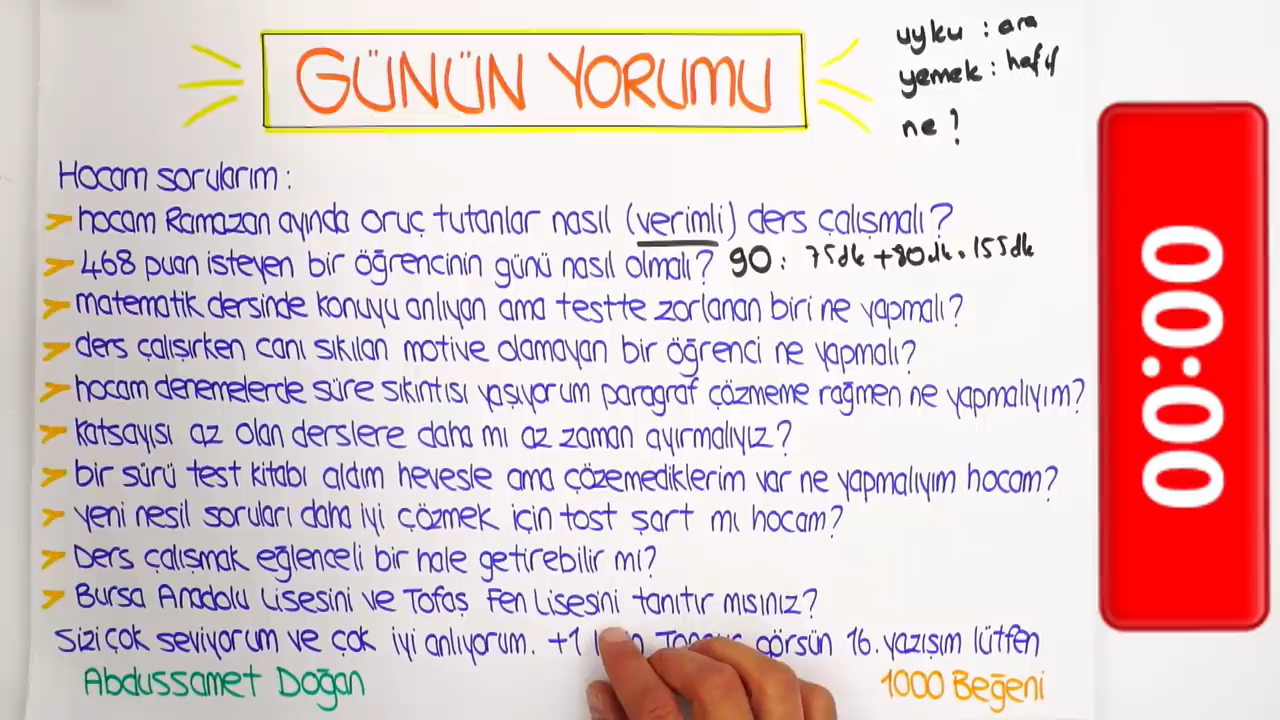 GÜNÜN YORUMU
uyku : ara
yemek : hafif
ne ?
Hocam sorularım :
➤ hocam Ramazan ayında oruç tutanlar nasıl (verimli) ders çalışmalı?
➤ 468 puan isteyen bir öğrencinin günü nasıl olmalı? 90 : 75dk + 80dk = 155dk
➤ matematik dersinde konuyu anlıyan ama testte zorlanan biri ne yapmalı?
➤ ders çalışırken canı sıkılan motive olamayan bir öğrenci ne yapmalı?
➤ hocam denemelerde süre sıkıntısı yaşıyorum paragraf çözmeme rağmen ne yapmalıyım?
➤ katsayısı az olan derslere daha mı az zaman ayırmalıyız?
➤ bir sürü test kitabı aldım hevesle ama çözemediklerim var ne yapmalıyım hocam?
➤ yeni nesil soruları daha iyi çözmek için tost şart mı hocam?
➤ Ders çalışmak eğlenceli bir hale getirebilir mi?
➤ Bursa Anadolu Lisesini ve Tofaş Fen Lisesini tanıtır mısınız?
Sizi çok seviyorum ve çok iyi anlıyorum. +1 görsün 16. yazışım lütfen
Abdussamet Doğan
1000 Beğeni
00:00